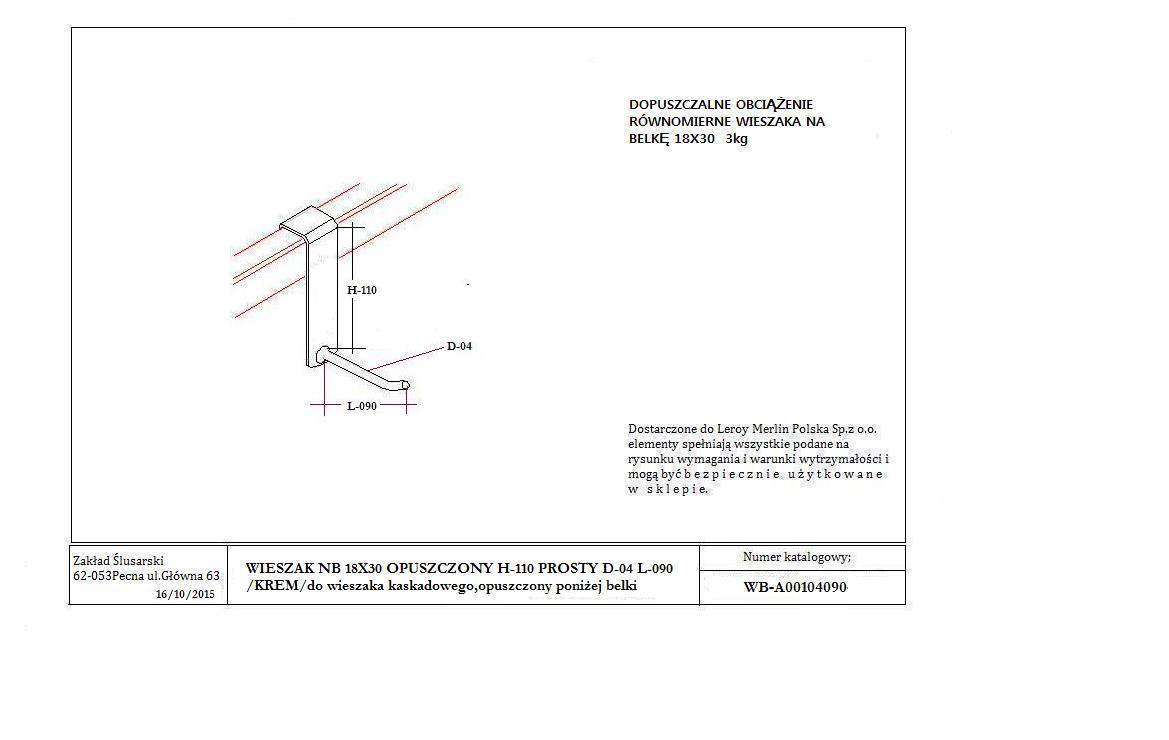 DOPUSZCZALNE OBCIĄŻENIE
RÓWNOMIERNE WIESZAKA NA
BELKĘ 18X30 3kg
H-110
D-04
L-090
Dostarczone do Leroy Merlin Polska Sp.z o.o.
elementy spełniają wszystkie podane na
rysunku wymagania i warunki wytrzymałości i
mogą być b e z p i e c z n i e u ż y t k o w a n e
w s k l e p i e.
Zakład Ślusarski
62-053Pecna ul.Główna 63
16/10/2015
WIESZAK NB 18X30 OPUSZCZONY H-110 PROSTY D-04 L-090
/KREM/do wieszaka kaskadowego,opuszczony poniżej belki
Numer katalogowy;
WB-A00104090